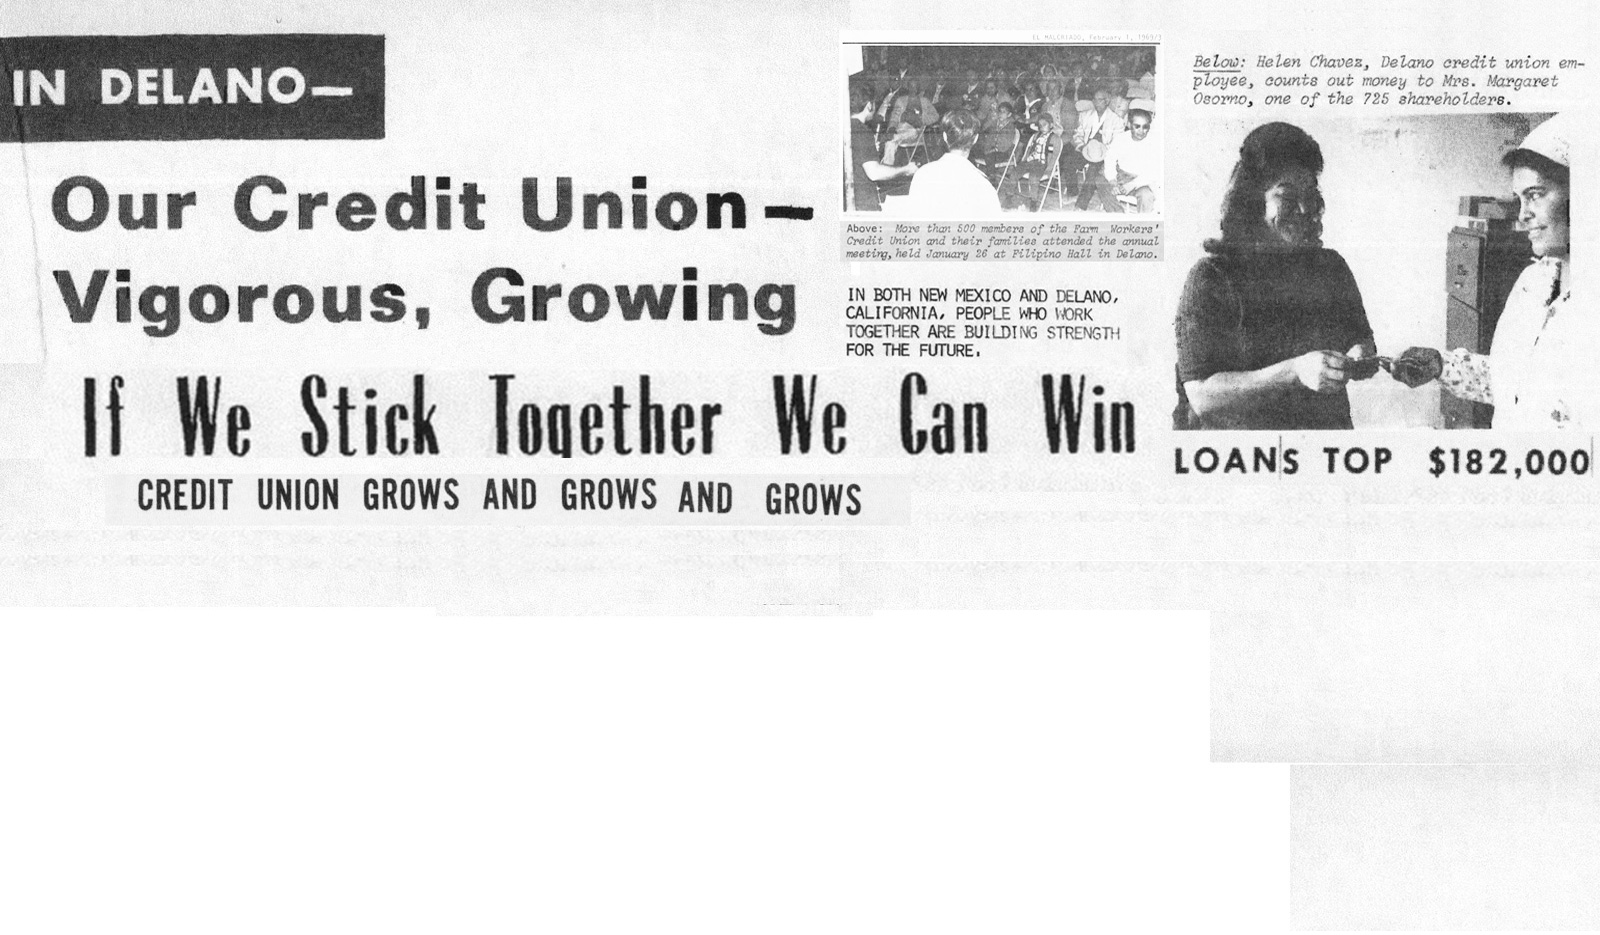 IN DELANO—
Our Credit Union—
Vigorous, Growing
If We Stick Together We Can Win
CREDIT UNION GROWS AND GROWS AND GROWS
EL MALCRIADO, February 1, 1969/3
Above: More than 500 members of the Farm Workers'
Credit Union and their families attended the annual
meeting, held January 26 at Filipino Hall in Delano.
IN BOTH NEW MEXICO AND DELANO,
CALIFORNIA, PEOPLE WHO WORK
TOGETHER ARE BUILDING STRENGTH
FOR THE FUTURE.
Below: Helen Chavez, Delano credit union em-
ployee, counts out money to Mrs. Margaret
Osorno, one of the 725 shareholders.
LOANS TOP $182,000